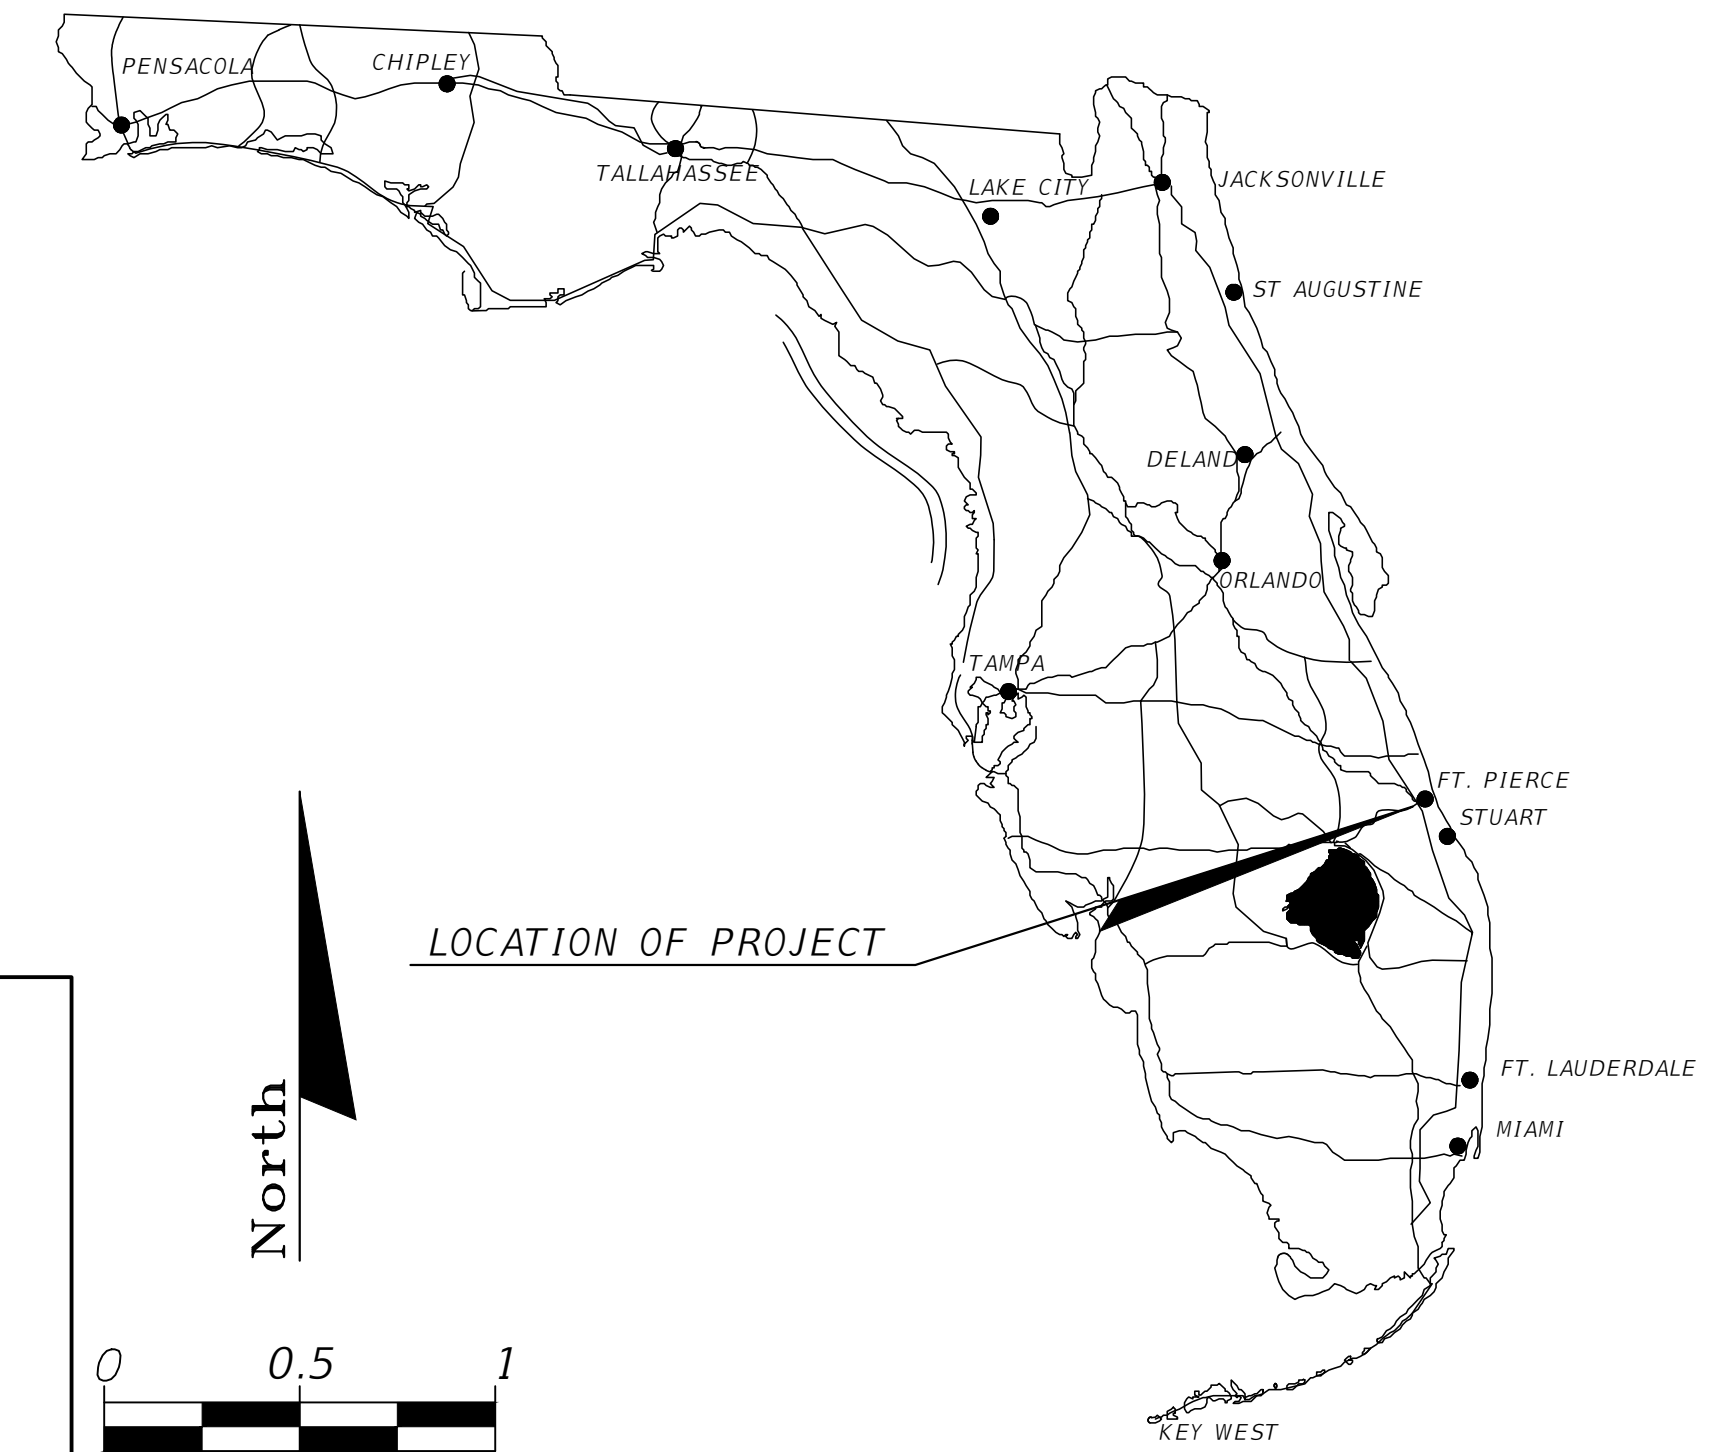 PENSACOLA
CHIPLEY
TALLAHASSEE
LAKE CITY
JACKSONVILLE
ST AUGUSTINE
DELAND
ORLANDO
TAMPA
FT. PIERCE
STUART
LOCATION OF PROJECT
FT. LAUDERDALE
MIAMI
North
0 0.5 1
KEY WEST